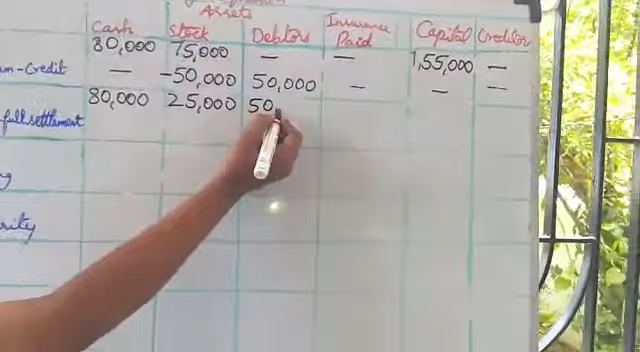 Assets
Cash Stock Debtors Insurance Paid Capital Creditor
80,000 75,000 — — 1,55,000 —
-Credit — -50,000 50,000 — — —
full settlement 80,000 25,000 50